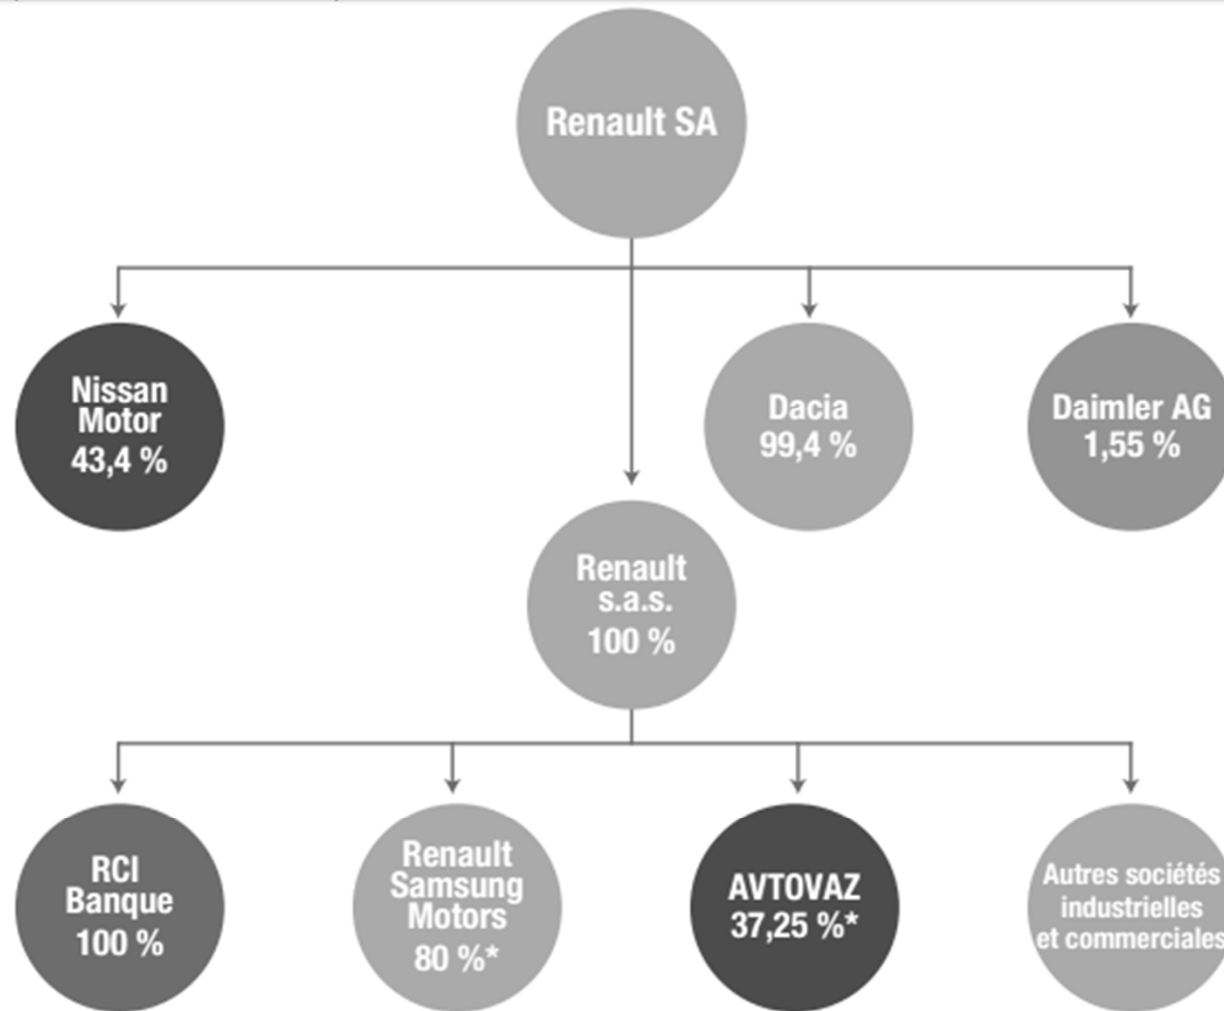 Renault SA
Nissan
Motor
43,4 %
Dacia
99,4 %
Daimler AG
1,55 %
Renault
s.a.s.
100 %
RCI
Banque
100 %
Renault
Samsung
Motors
80 %*
AVTOVAZ
37,25 %*
Autres sociétés
industrielles
et commerciales